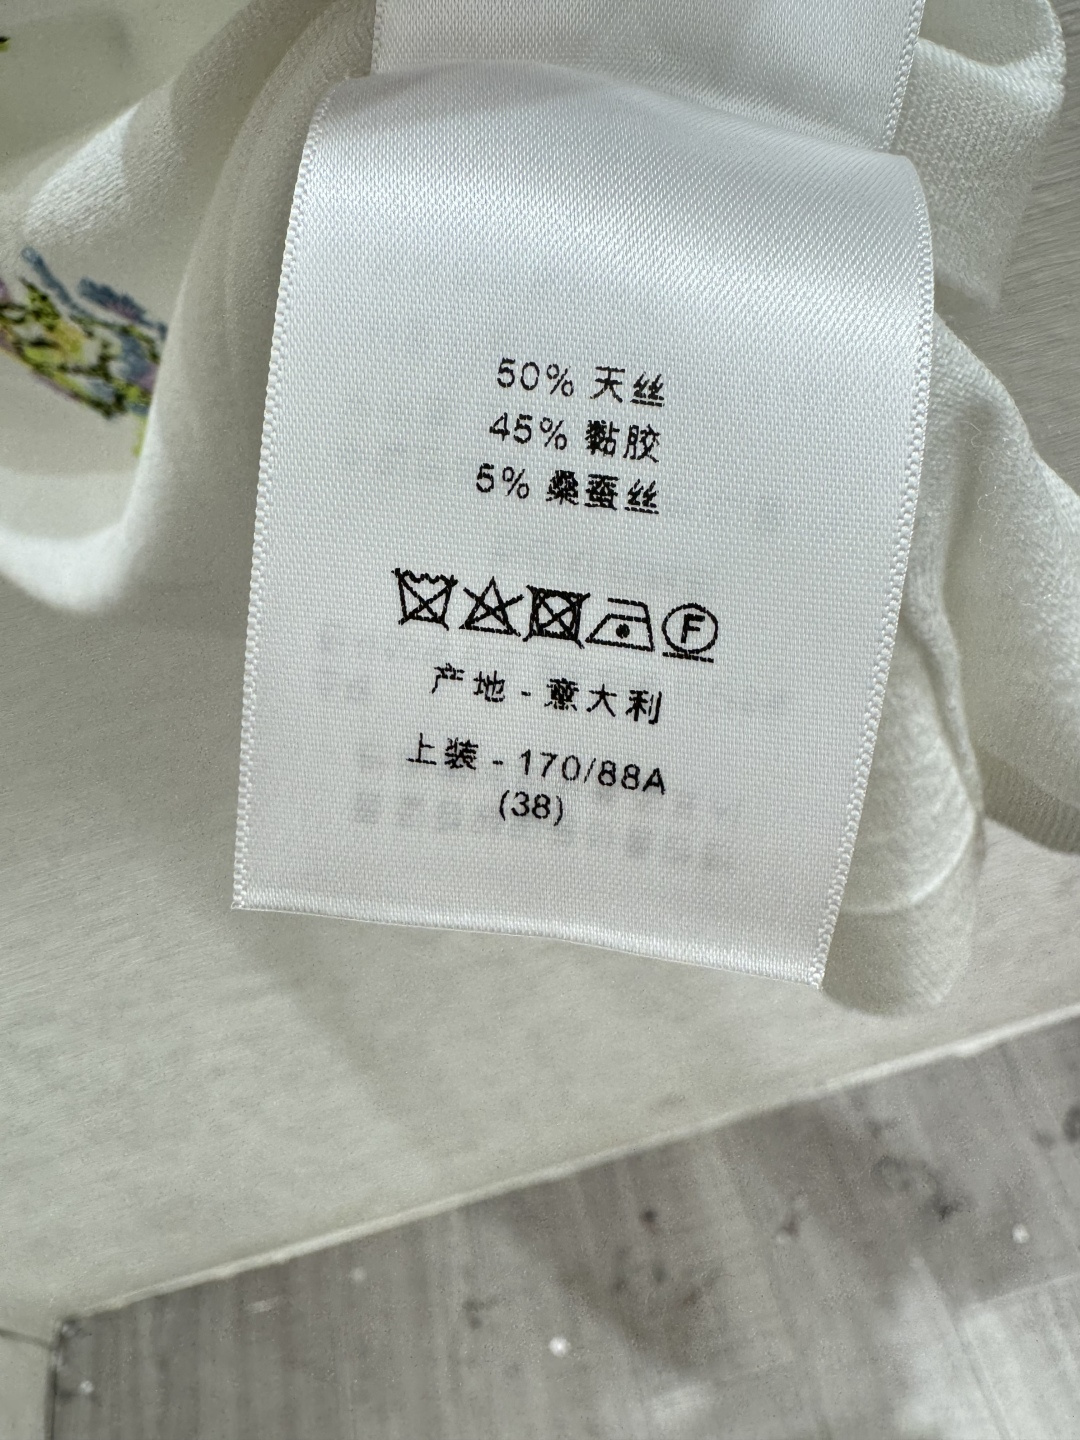 50% 天丝
45% 黏胶
5% 桑蚕丝
F
产地 - 意大利
上装 - 170/88A
(38)